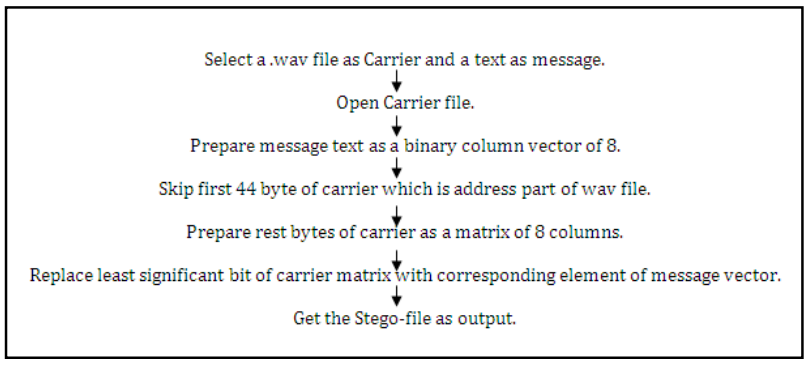 Select a .wav file as Carrier and a text as message.
Open Carrier file.
Prepare message text as a binary column vector of 8.
Skip first 44 byte of carrier which is address part of wav file.
Prepare rest bytes of carrier as a matrix of 8 columns.
Replace least significant bit of carrier matrix with corresponding element of message vector.
Get the Stego-file as output.